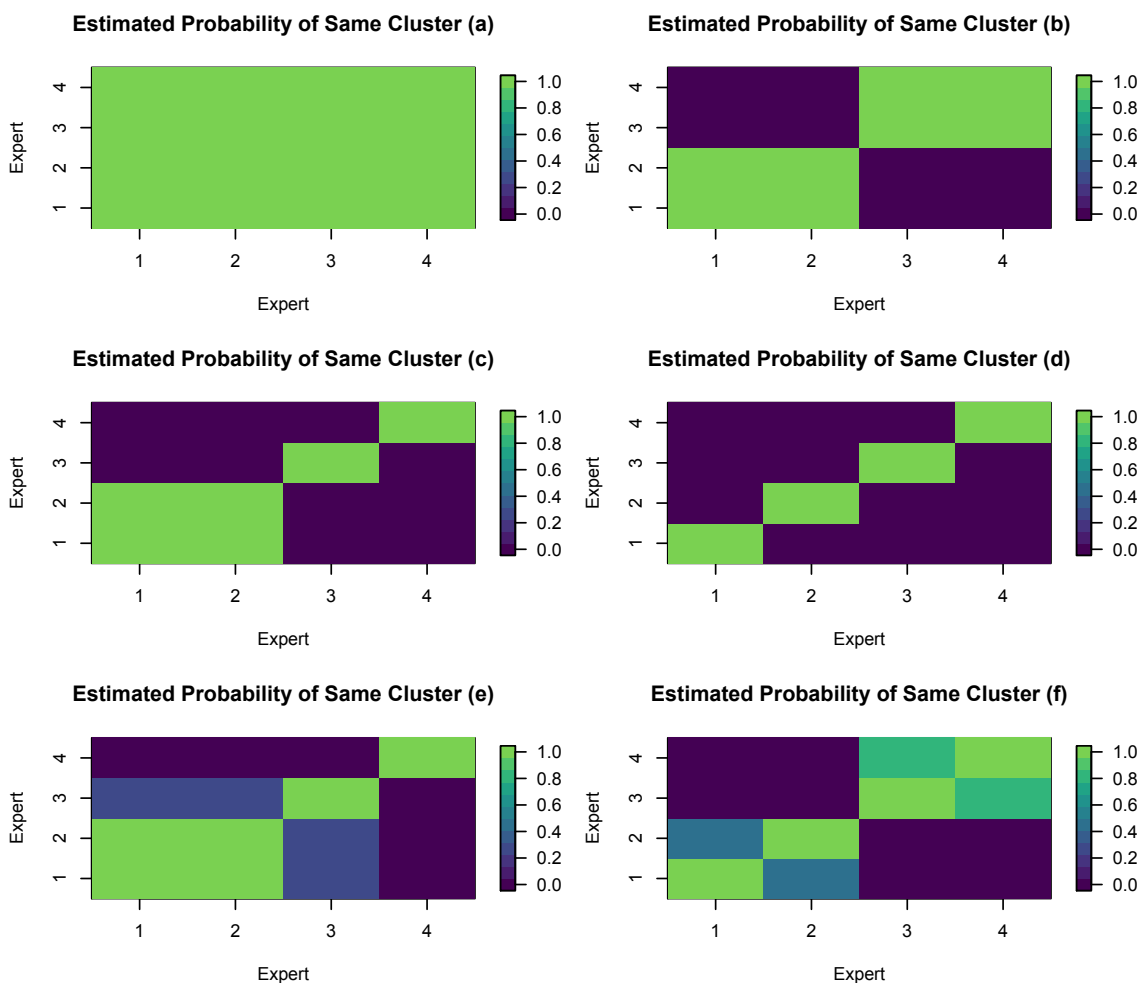 Estimated Probability of Same Cluster (a)
Expert
4
3
2
1
1 2 3 4
Expert
1.0
0.8
0.6
0.4
0.2
0.0
Estimated Probability of Same Cluster (b)
Expert
4
3
2
1
1 2 3 4
Expert
1.0
0.8
0.6
0.4
0.2
0.0
Estimated Probability of Same Cluster (c)
Expert
4
3
2
1
1 2 3 4
Expert
1.0
0.8
0.6
0.4
0.2
0.0
Estimated Probability of Same Cluster (d)
Expert
4
3
2
1
1 2 3 4
Expert
1.0
0.8
0.6
0.4
0.2
0.0
Estimated Probability of Same Cluster (e)
Expert
4
3
2
1
1 2 3 4
Expert
1.0
0.8
0.6
0.4
0.2
0.0
Estimated Probability of Same Cluster (f)
Expert
4
3
2
1
1 2 3 4
Expert
1.0
0.8
0.6
0.4
0.2
0.0